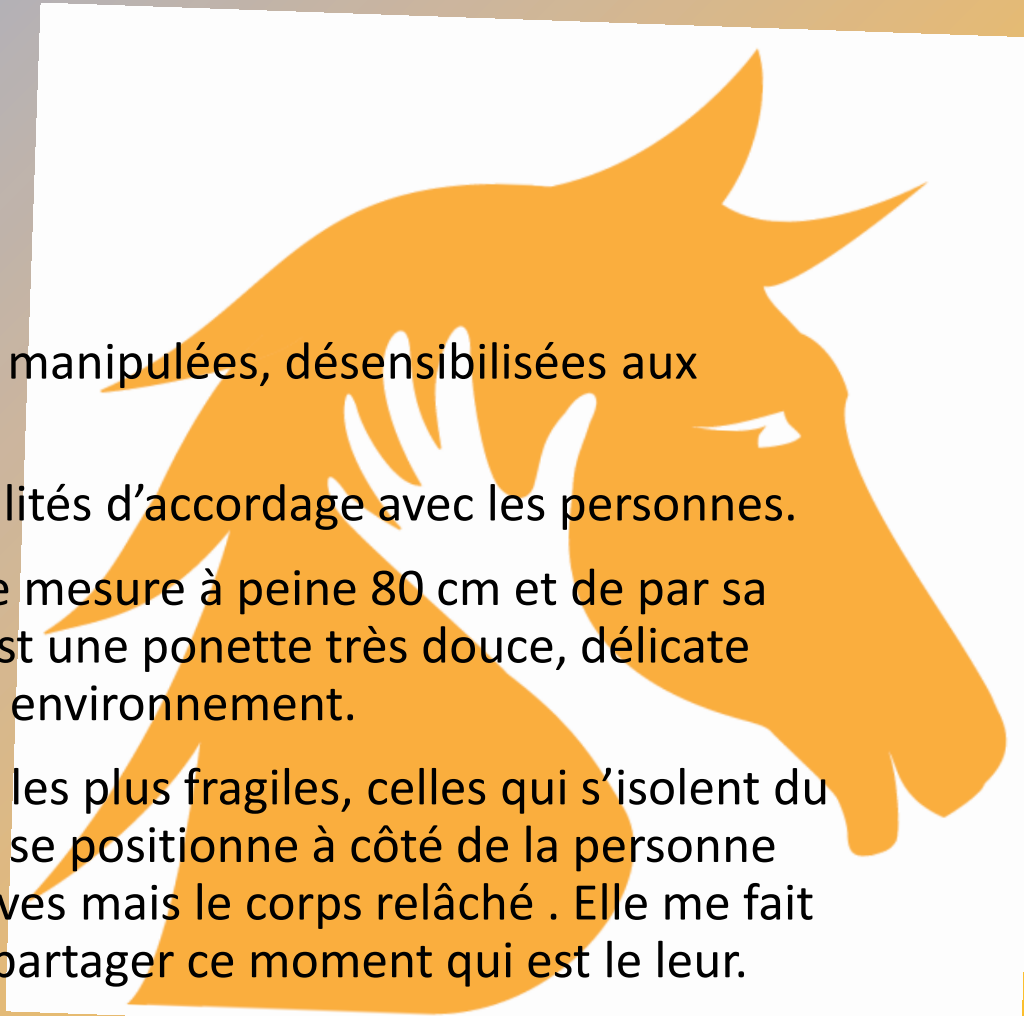 manipulées, désensibilisées aux
lités d’accordage avec les personnes.
e mesure à peine 80 cm et de par sa
st une ponette très douce, délicate
environnement.
les plus fragiles, celles qui s’isolent du
se positionne à côté de la personne
ves mais le corps relâché . Elle me fait
partager ce moment qui est le leur.